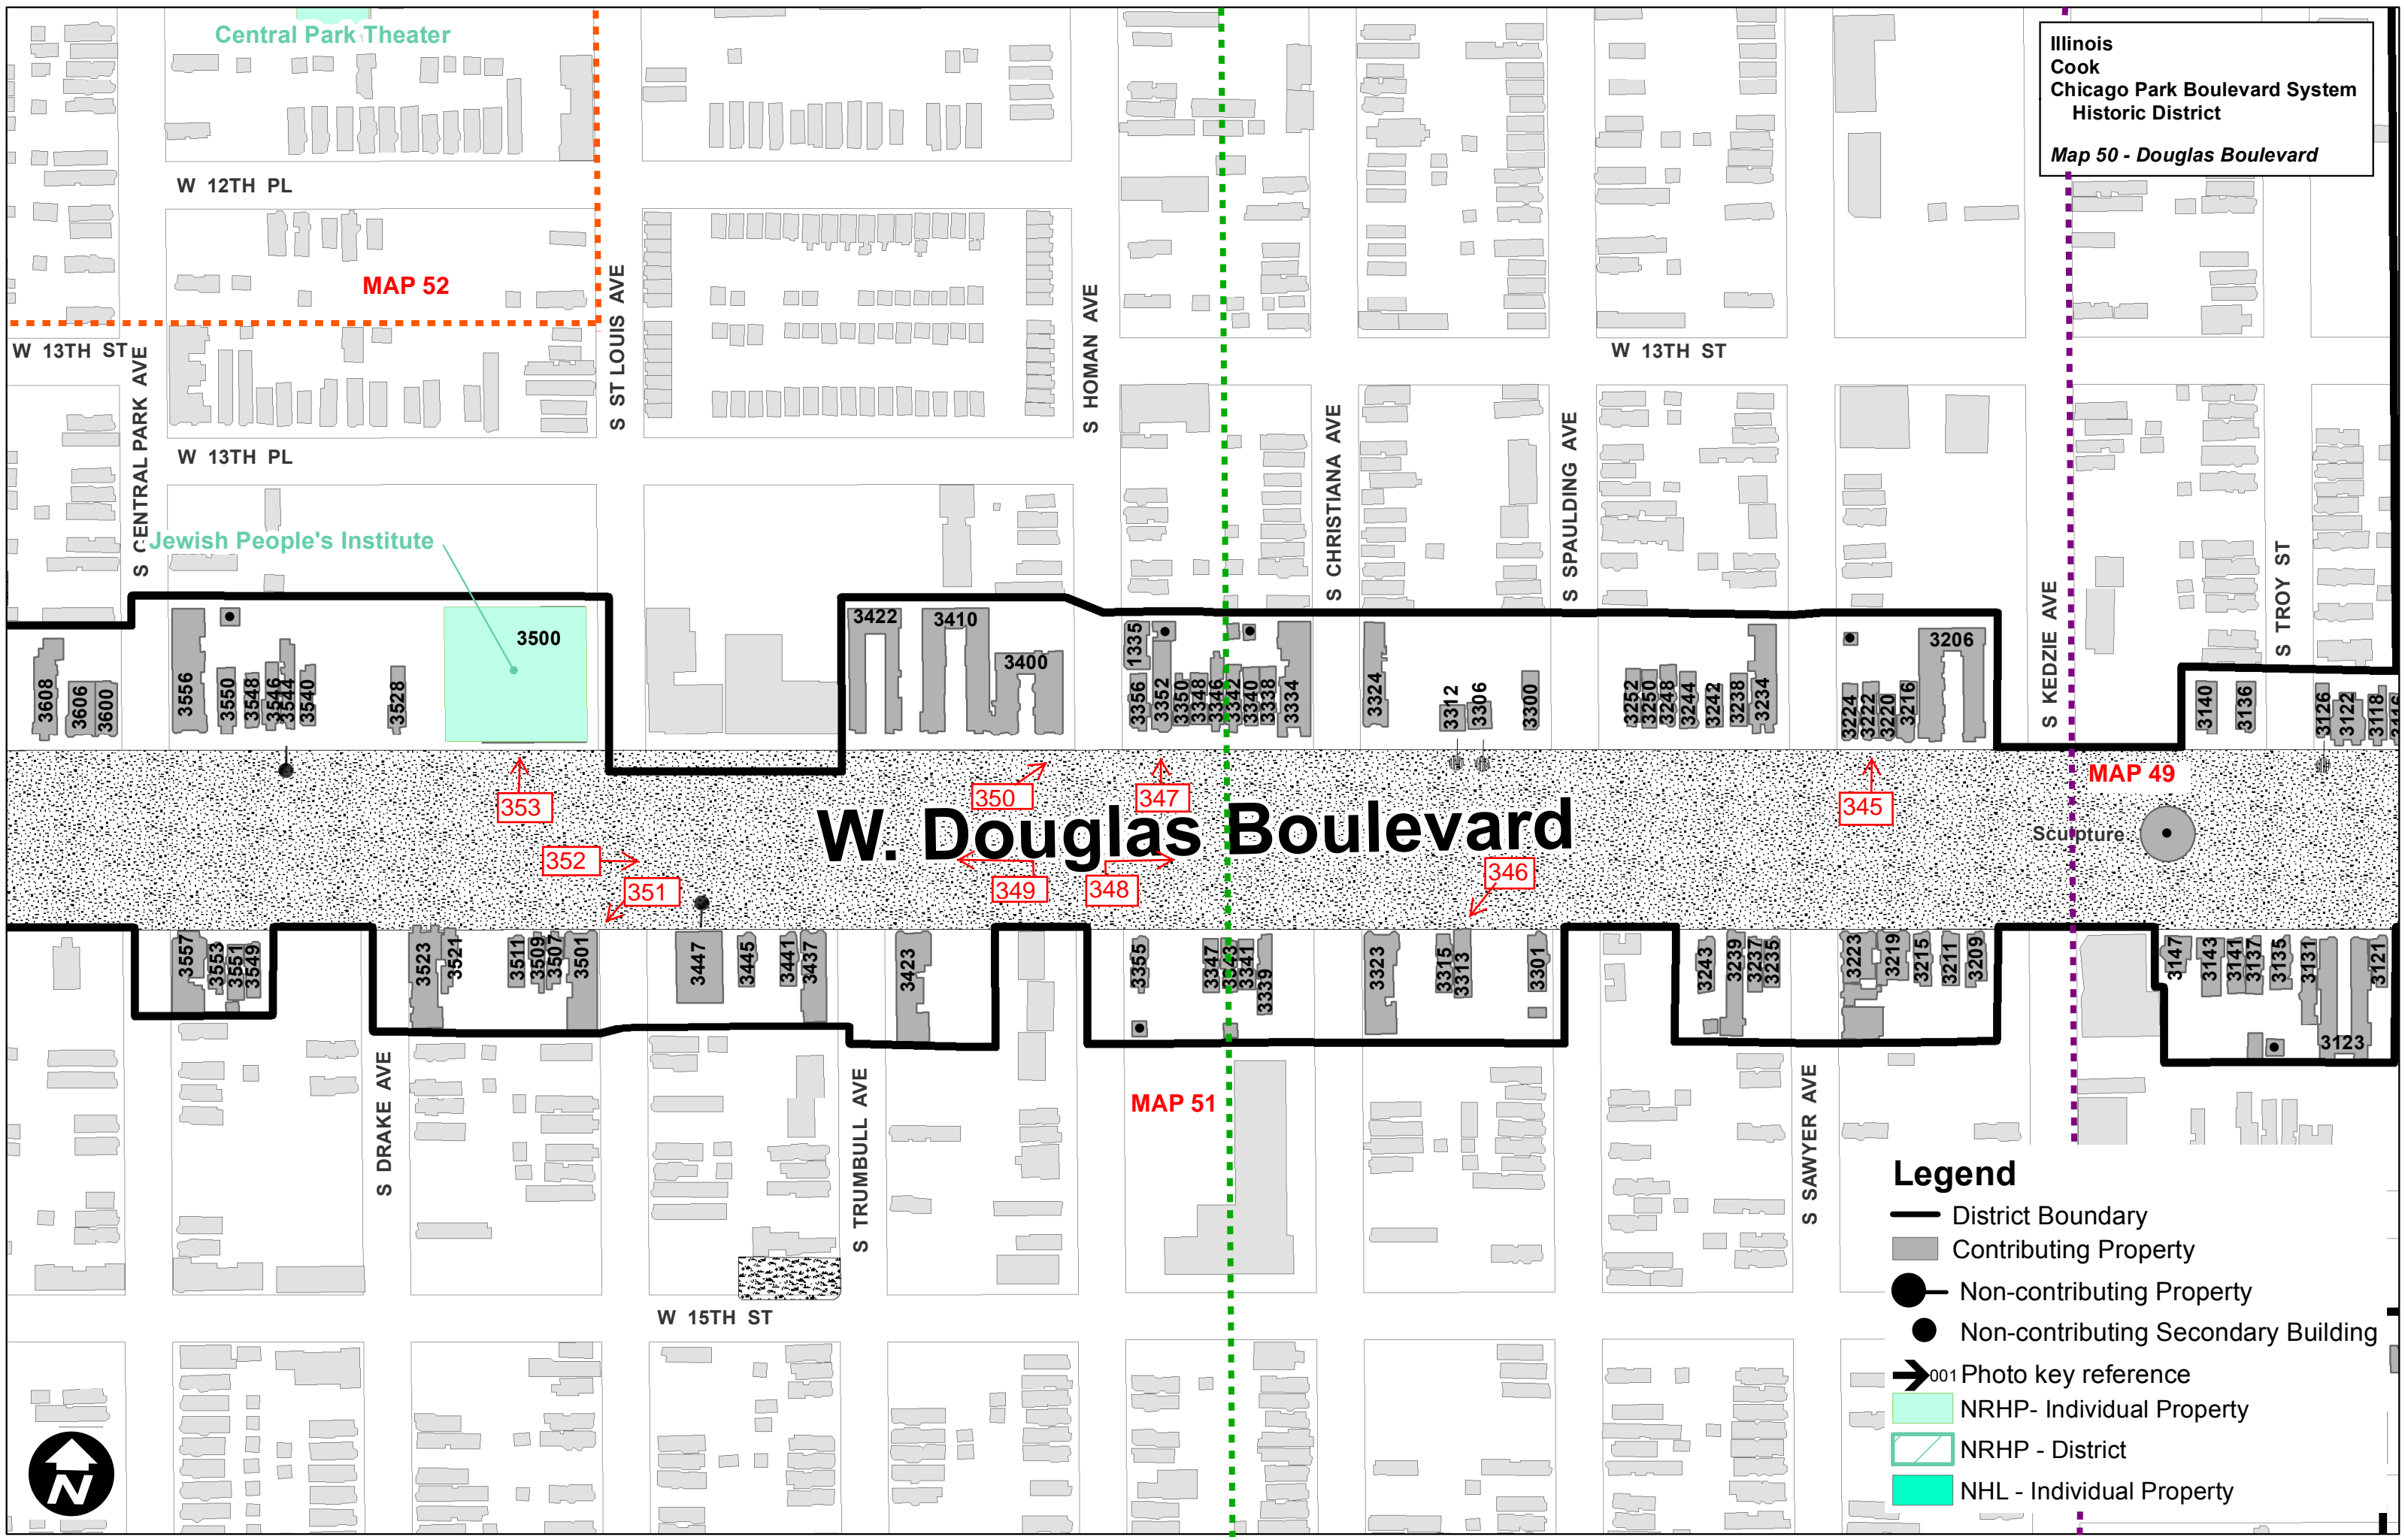 Central Park Theater
Illinois
Cook
Chicago Park Boulevard System
Historic District
Map 50 - Douglas Boulevard
W 12TH PL
MAP 52
W 13TH ST
S CENTRAL PARK AVE
S ST LOUIS AVE
S HOMAN AVE
W 13TH ST
W 13TH PL
S CHRISTIANA AVE
S SPAULDING AVE
S KEDZIE AVE
S TROY ST
Jewish People's Institute
3608
3606
3600
3556
3550
3548
3546
3544
3540
3528
3500
3422
3410
3400
1335
3356
3352
3350
3348
3346
3342
3340
3338
3334
3324
3312
3306
3300
3252
3250
3248
3244
3242
3238
3234
3224
3222
3220
3216
3206
3140
3136
3126
3122
3118
MAP 49
353
350
347
345
W. Douglas Boulevard
Sculpture
352
351
349
348
346
3557
3553
3551
3549
3523
3521
3511
3509
3507
3501
3447
3445
3441
3437
3423
3355
3347
3343
3341
3339
3323
3315
3313
3301
3243
3239
3237
3235
3223
3219
3215
3211
3209
3147
3143
3141
3137
3135
3131
3123
3121
S DRAKE AVE
S TRUMBULL AVE
MAP 51
S SAWYER AVE
W 15TH ST
Legend
District Boundary
Contributing Property
Non-contributing Property
Non-contributing Secondary Building
001 Photo key reference
NRHP- Individual Property
NRHP - District
NHL - Individual Property
N